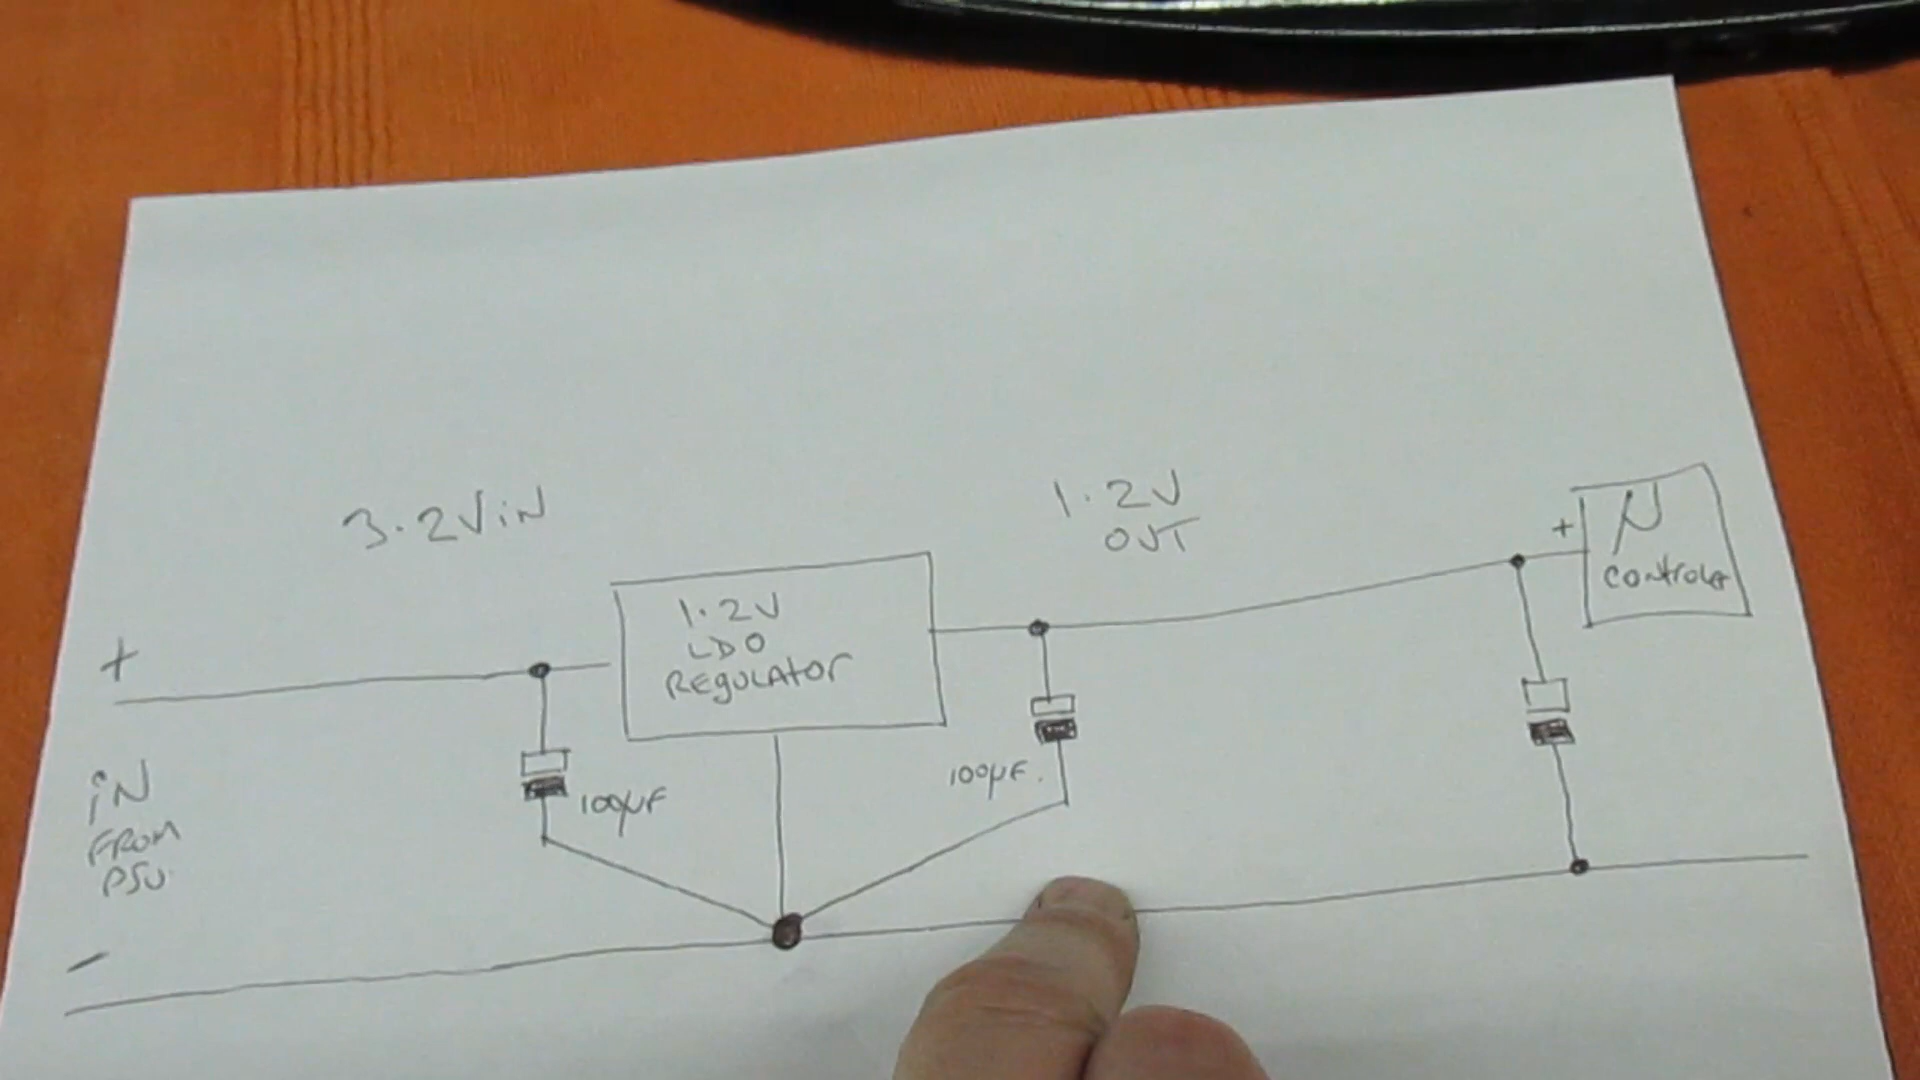 3.2V iN
1.2V
OUT
+
µ
controler
1.2V
LDO
REGULATOr
+
iN
FROM
PSU
-
100µF
100µF.